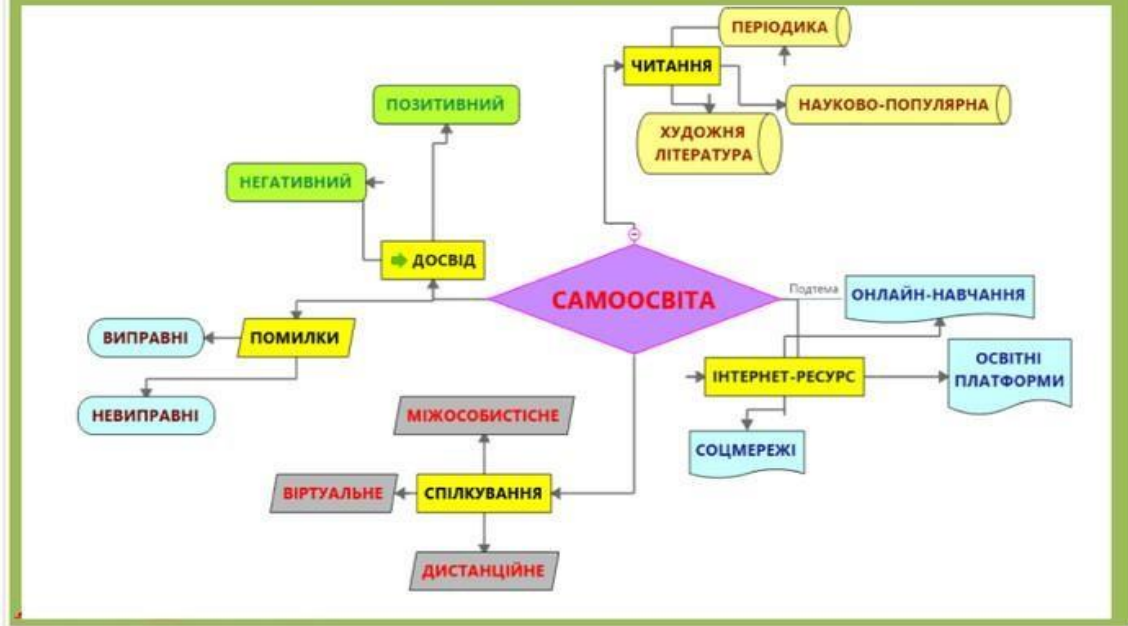 ПЕРІОДИКА
ЧИТАННЯ
НАУКОВО-ПОПУЛЯРНА
ХУДОЖНЯ
ЛІТЕРАТУРА
ПОЗИТИВНИЙ
НЕГАТИВНИЙ
ДОСВІД
САМООСВІТА
Подтема
ОНЛАЙН-НАВЧАННЯ
ВИПРАВНІ
ПОМИЛКИ
НЕВИПРАВНІ
ІНТЕРНЕТ-РЕСУРС
ОСВІТНІ
ПЛАТФОРМИ
СОЦМЕРЕЖІ
МІЖОСОБИСТІСНЕ
ВІРТУАЛЬНЕ
СПІЛКУВАННЯ
ДИСТАНЦІЙНЕ